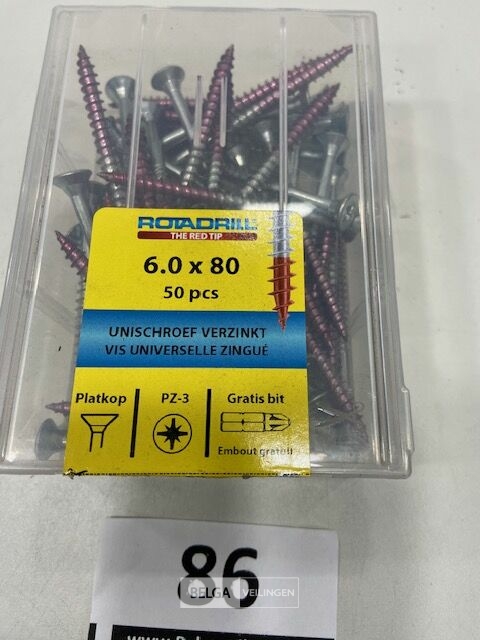 ROTADRILL
THE RED TIP
6.0 x 80
50 pcs
UNISCHROEF VERZINKT
VIS UNIVERSELLE ZINGUÉ
Platkop
PZ-3
Gratis bit
Embout gratuit
86
BELGA VEILINGEN